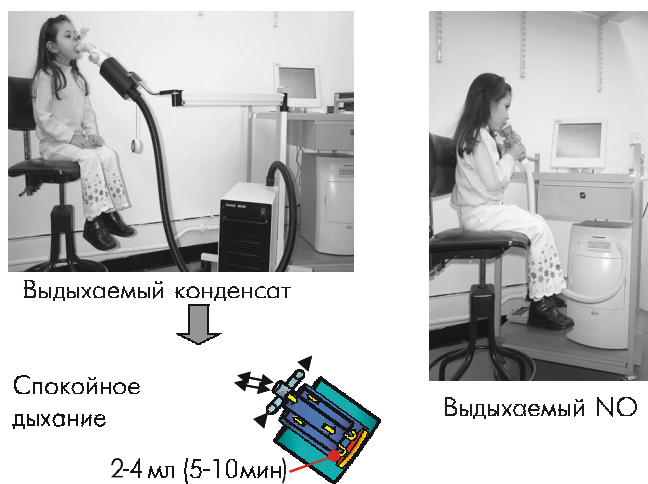 Выдыхаемый конденсат
Спокойное
дыхание
2-4 мл (5-10мин)
Выдыхаемый NO